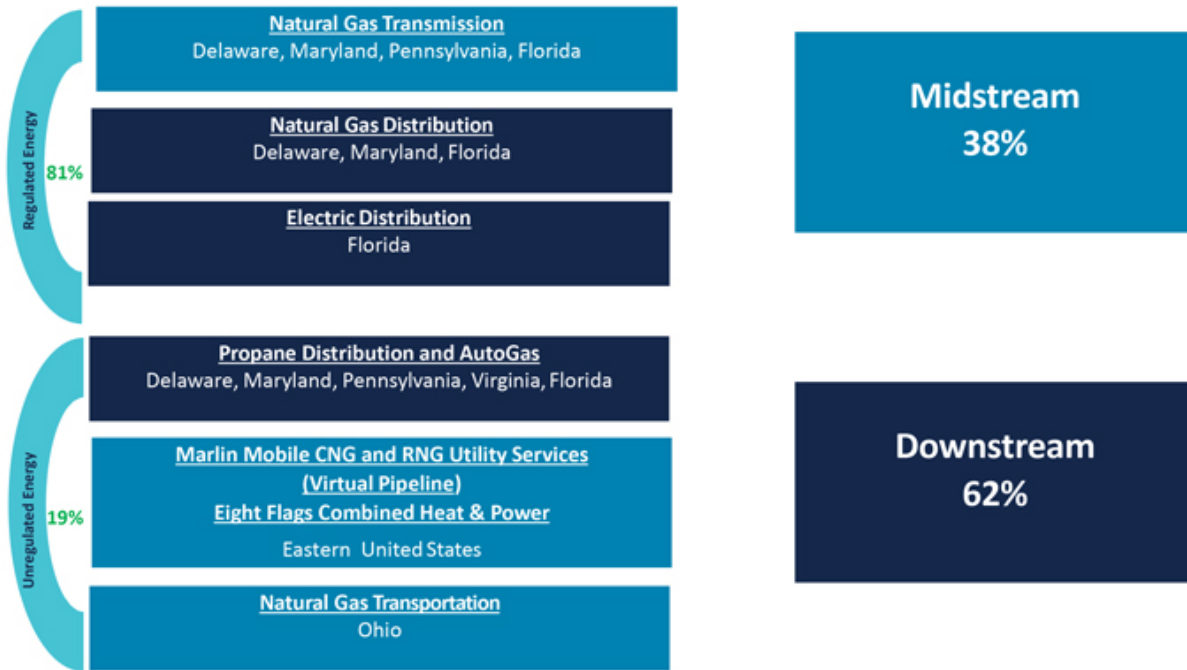 Natural Gas Transmission
Delaware, Maryland, Pennsylvania, Florida
Natural Gas Distribution
Delaware, Maryland, Florida
Electric Distribution
Florida
Regulated Energy
81%
Propane Distribution and AutoGas
Delaware, Maryland, Pennsylvania, Virginia, Florida
Marlin Mobile CNG and RNG Utility Services
(Virtual Pipeline)
Eight Flags Combined Heat & Power
Eastern United States
Natural Gas Transportation
Ohio
Unregulated Energy
19%
Midstream
38%
Downstream
62%